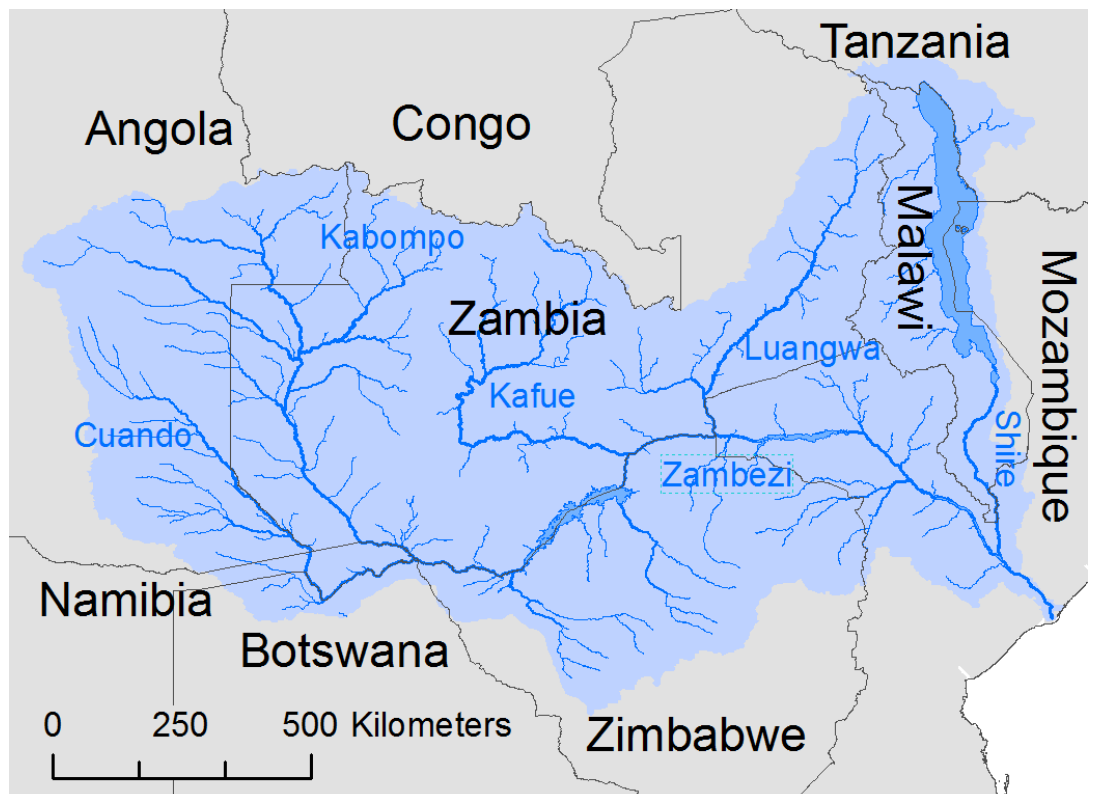 Tanzania
Angola
Congo
Kabompo
Malawi
Zambia
Mozambique
Luangwa
Kafue
Cuando
Shire
Zambezi
Namibia
Botswana
0 250 500 Kilometers
Zimbabwe